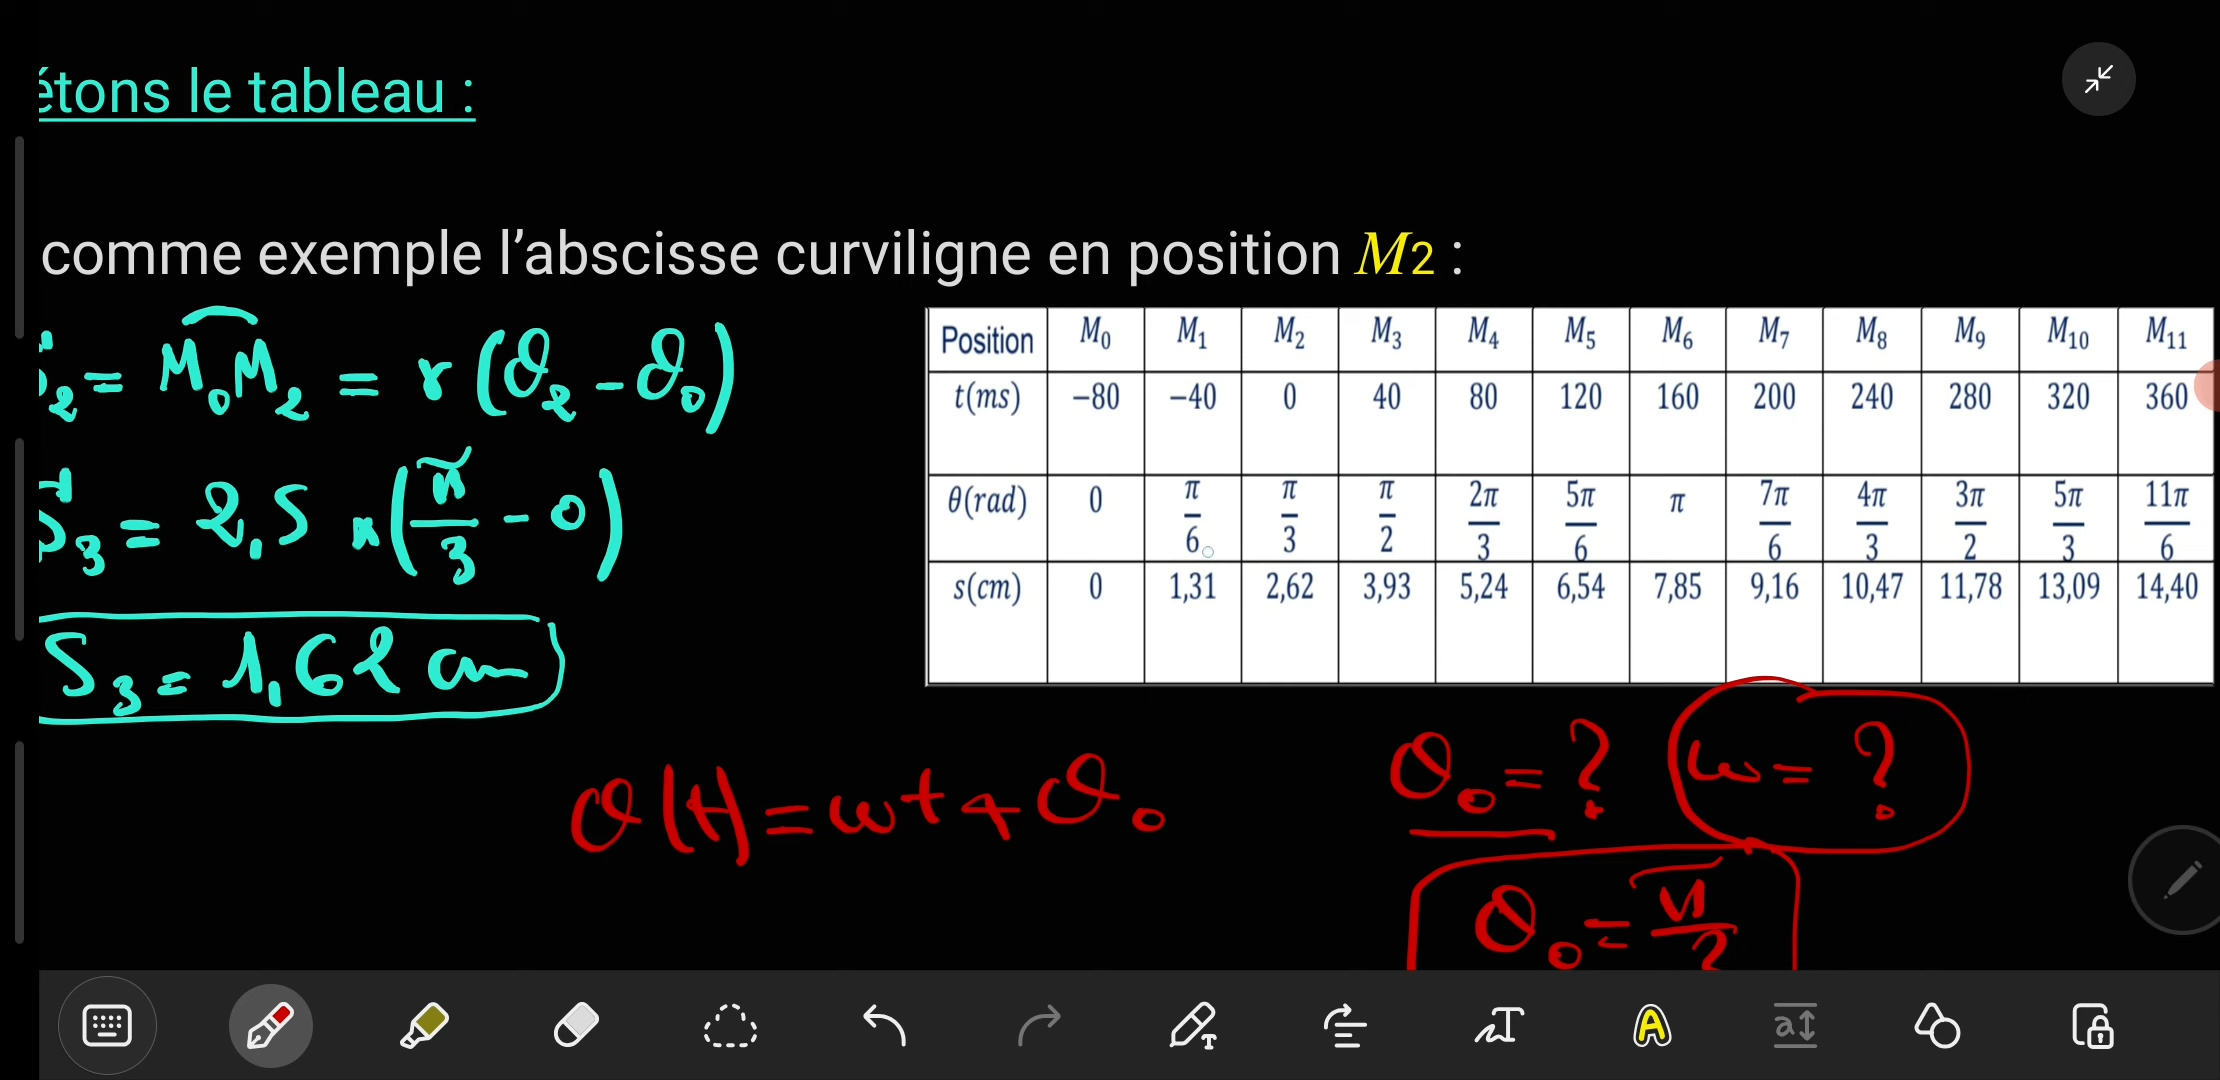 étons le tableau :
comme exemple l’abscisse curviligne en position M2 :
2 = M0M2 = r (θ2 - θ0)
S3 = 2,5 × (π/3 - 0)
S3 = 1,62 cm
Position M0 M1 M2 M3 M4 M5 M6 M7 M8 M9 M10 M11
t(ms) −80 −40 0 40 80 120 160 200 240 280 320 360
θ(rad) 0 π/6 π/3 π/2 2π/3 5π/6 π 7π/6 4π/3 3π/2 5π/3 11π/6
s(cm) 0 1,31 2,62 3,93 5,24 6,54 7,85 9,16 10,47 11,78 13,09 14,40
θ0 = ? ω = ?
θ(t) = ωt + θ0
θ0 = π/